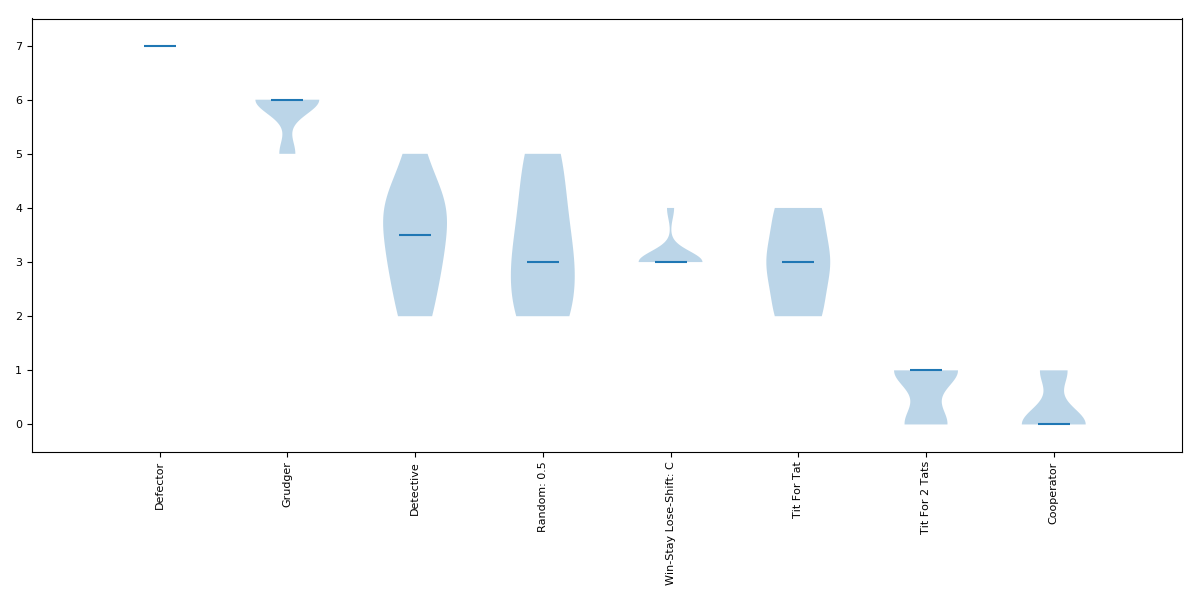 7
6
5
4
3
2
1
0
Defector
Grudger
Detective
Random: 0.5
Win-Stay Lose-Shift: C
Tit For Tat
Tit For 2 Tats
Cooperator